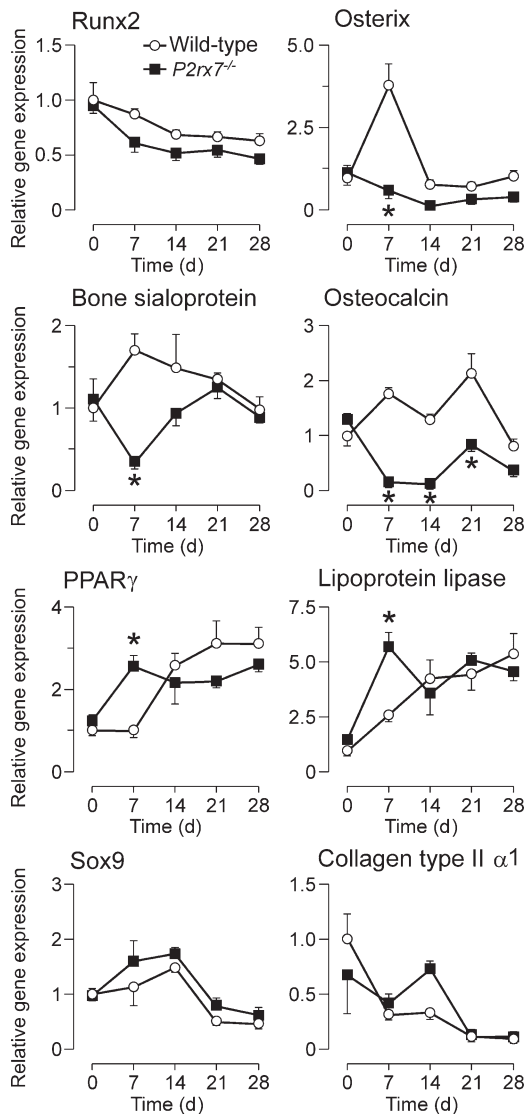 Runx2
Wild-type
P2rx7-/-
Relative gene expression
1.5
1.0
0.5
0
0 7 14 21 28
Time (d)
Osterix
5.0
2.5
0
*
0 7 14 21 28
Time (d)
Bone sialoprotein
Relative gene expression
2
1
0
*
0 7 14 21 28
Time (d)
Osteocalcin
3
2
1
0
* * *
0 7 14 21 28
Time (d)
PPARγ
Relative gene expression
4
2
0
*
0 7 14 21 28
Time (d)
Lipoprotein lipase
7.5
5.0
2.5
0
*
0 7 14 21 28
Time (d)
Sox9
Relative gene expression
3
2
1
0
0 7 14 21 28
Time (d)
Collagen type II α1
1.5
1.0
0.5
0
0 7 14 21 28
Time (d)